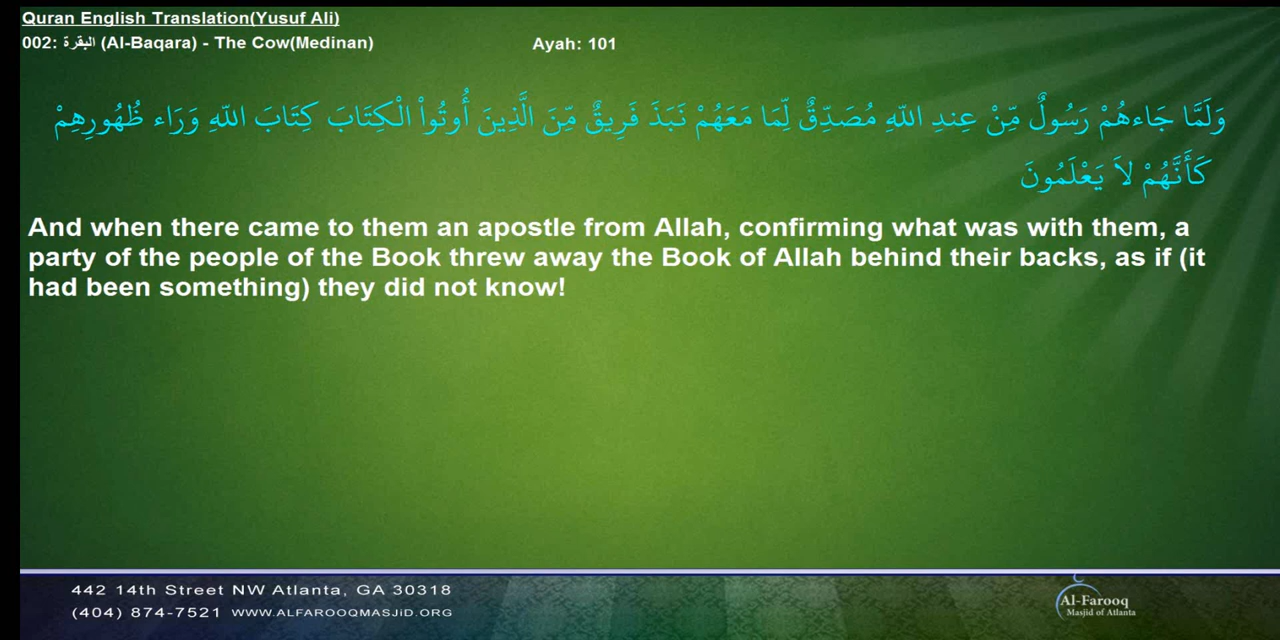 Quran English Translation(Yusuf Ali)
002: البقرة (Al-Baqara) - The Cow(Medinan)
Ayah: 101
وَلَمَّا جَاءهُمْ رَسُولٌ مِّنْ عِندِ اللّهِ مُصَدِّقٌ لِّمَا مَعَهُمْ نَبَذَ فَرِيقٌ مِّنَ الَّذِينَ أُوتُواْ الْكِتَابَ كِتَابَ اللّهِ وَرَاء ظُهُورِهِمْ
كَأَنَّهُمْ لاَ يَعْلَمُونَ
And when there came to them an apostle from Allah, confirming what was with them, a
party of the people of the Book threw away the Book of Allah behind their backs, as if (it
had been something) they did not know!
442 14th Street NW Atlanta, GA 30318
(404) 874-7521 WWW.ALFAROOQMASJiD.ORG
Al-Farooq
Masjid of Atlanta